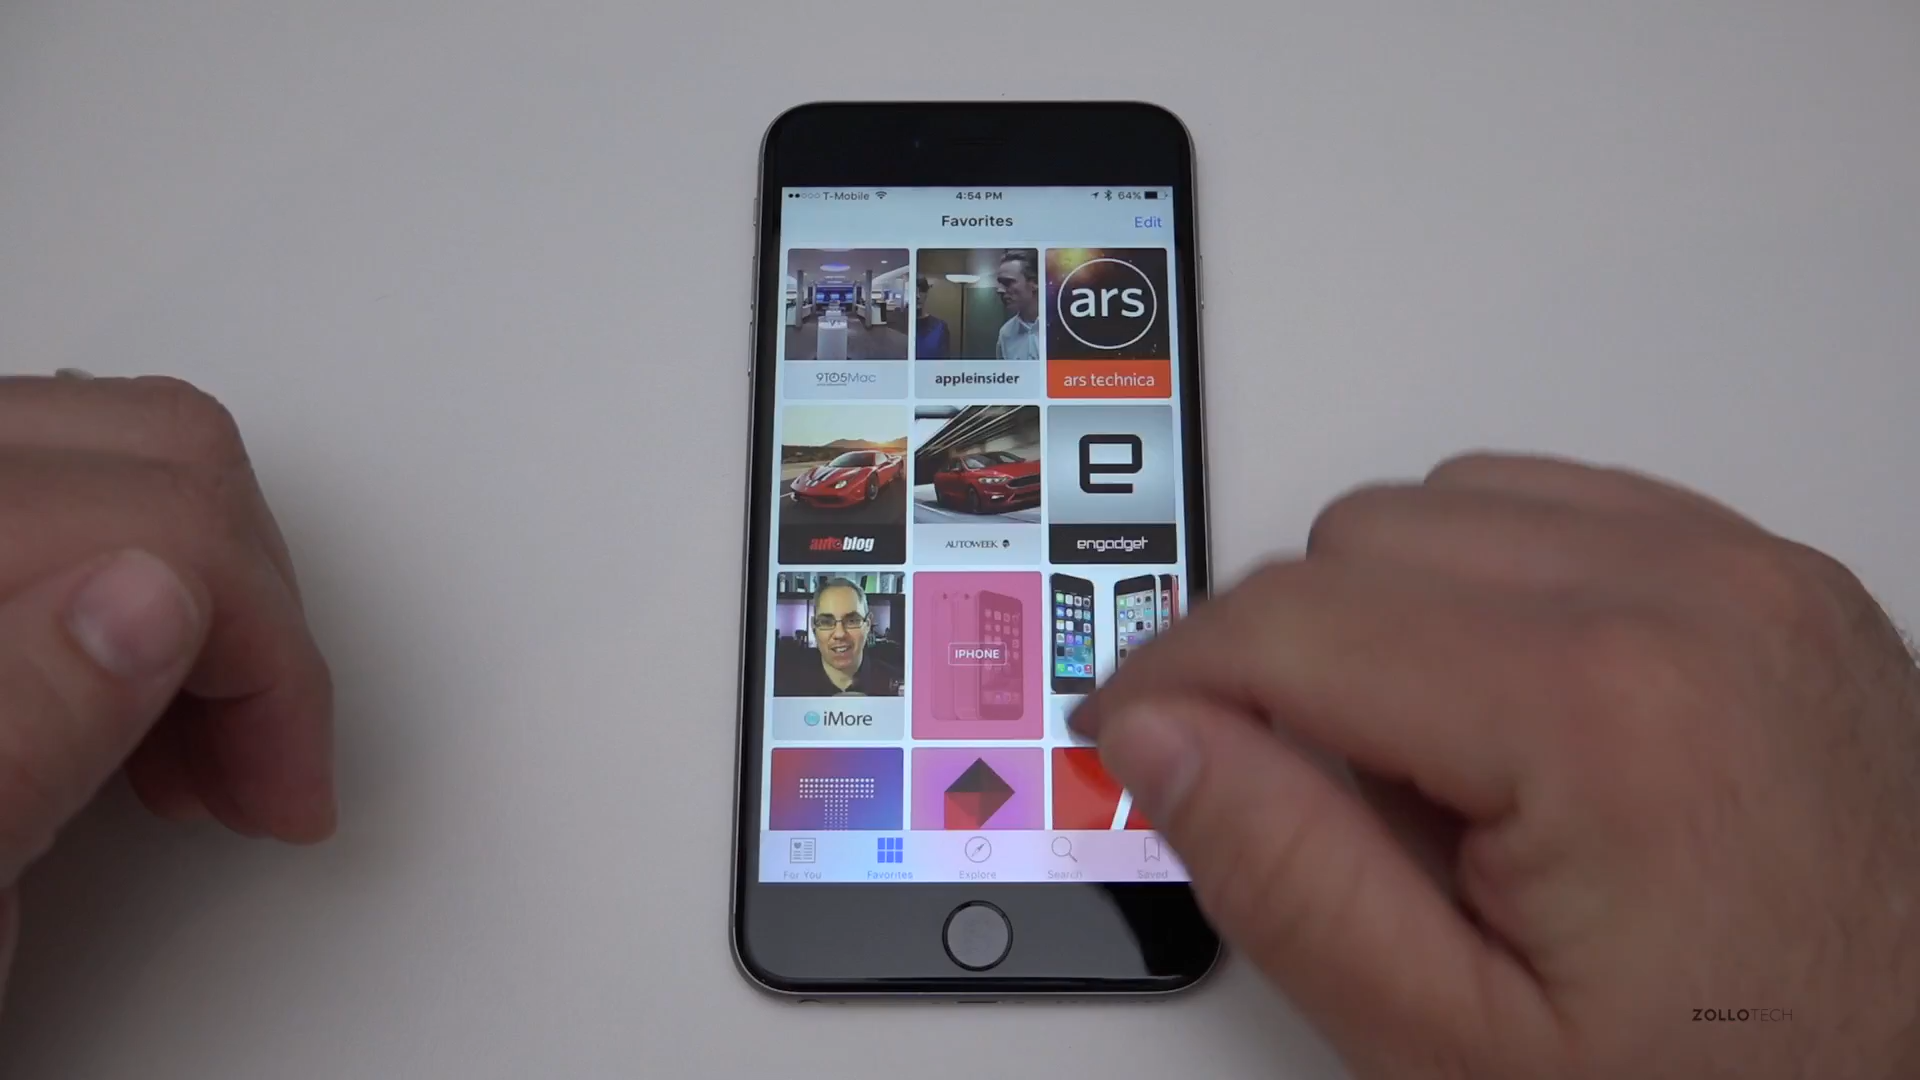 T-Mobile 4:54 PM 64%
Favorites Edit
ars
9TO5Mac appleinsider ars technica
e
autoblog AUTOWEEK engadget
IPHONE
iMore
T
For You Favorites Explore Search Saved
ZOLLOTECH